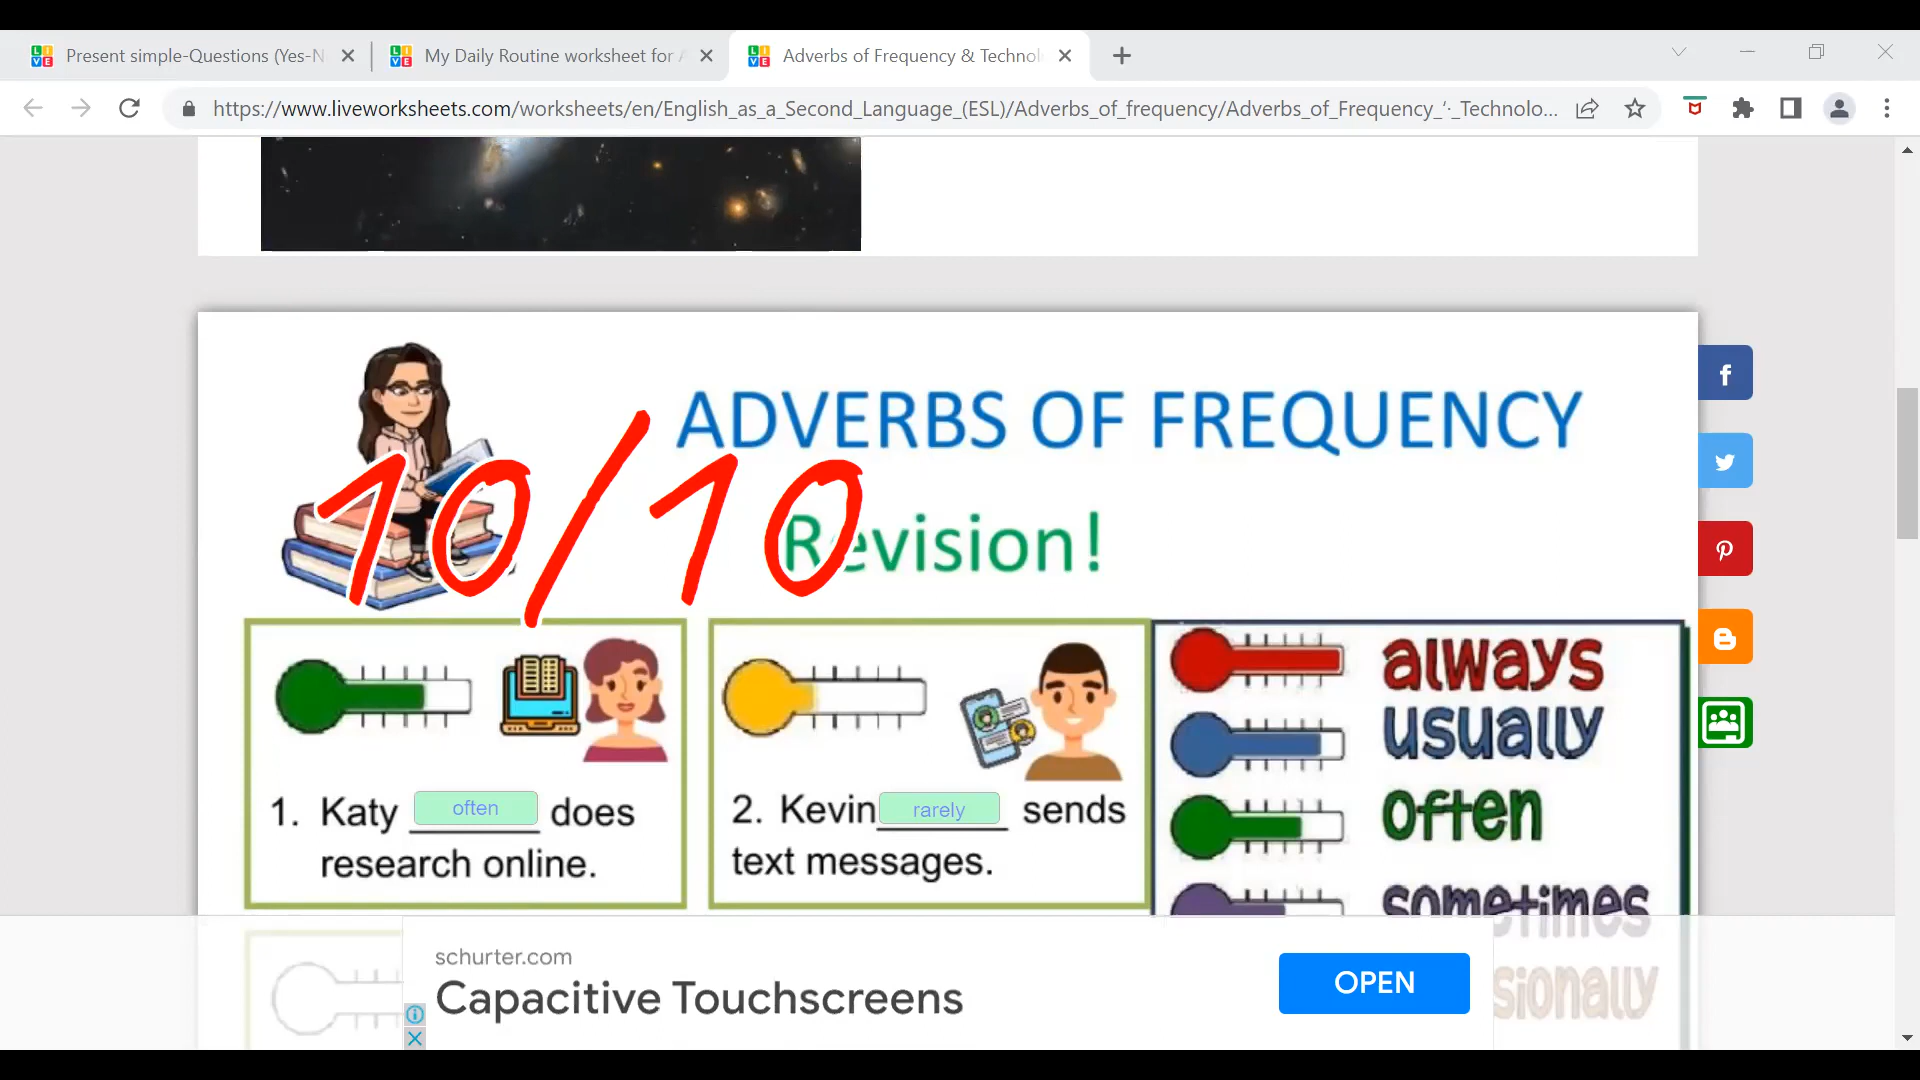 Present simple-Questions (Yes-N
My Daily Routine worksheet for A
Adverbs of Frequency & Technol
https://www.liveworksheets.com/worksheets/en/English_as_a_Second_Language_(ESL)/Adverbs_of_frequency/Adverbs_of_Frequency_‘·_Technolo...
ADVERBS OF FREQUENCY
10/10
Revision!
1. Katy often does
research online.
2. Kevin rarely sends
text messages.
always
usually
often
sometimes
sionally
schurter.com
Capacitive Touchscreens
OPEN